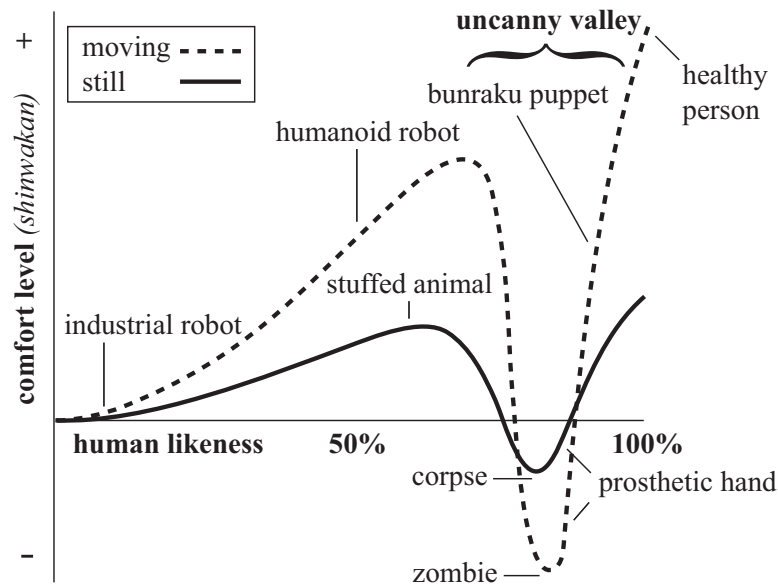 +
uncanny valley
moving
still
healthy
person
bunraku puppet
humanoid robot
stuffed animal
industrial robot
comfort level (shinwakan)
human likeness
50%
100%
corpse
prosthetic hand
-
zombie